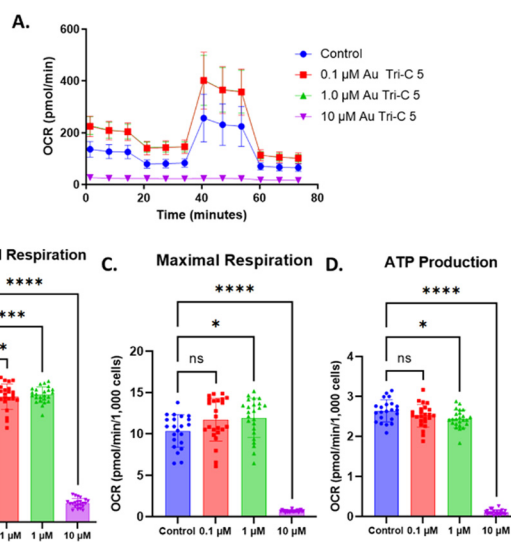 A.
600
400
200
0
OCR (pmol/min)
0 20 40 60 80
Time (minutes)
Control
0.1 µM Au Tri-C 5
1.0 µM Au Tri-C 5
10 µM Au Tri-C 5
Respiration
****
***
*
1 µM 10 µM
C.
Maximal Respiration
****
*
ns
20
15
10
5
0
OCR (pmol/min/1,000 cells)
Control 0.1 µM 1 µM 10 µM
D.
ATP Production
****
*
ns
4
3
2
1
0
OCR (pmol/min/1,000 cells)
Control 0.1 µM 1 µM 10 µM